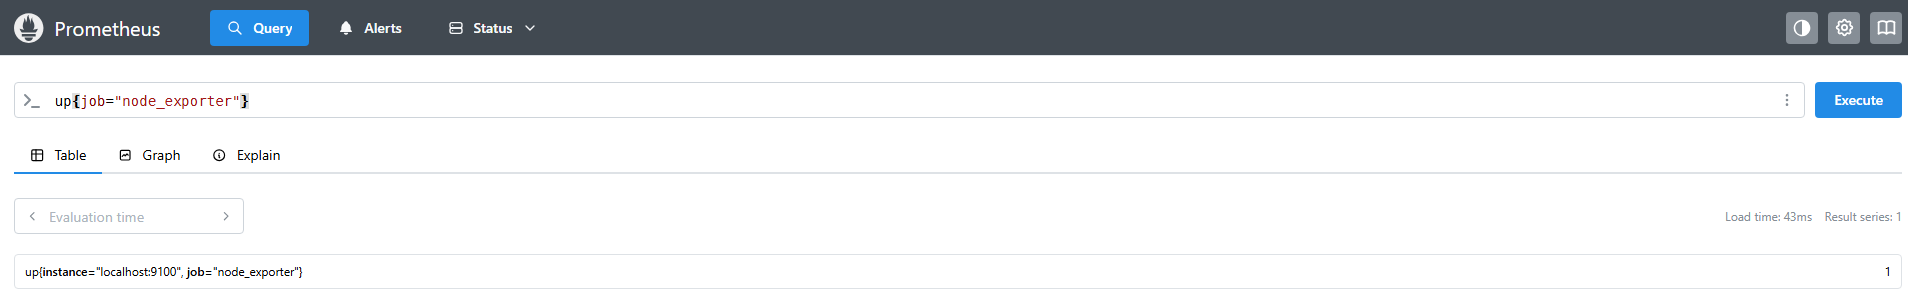 Prometheus Query Alerts Status
up{job="node_exporter"} Execute
Table Graph Explain
Evaluation time Load time: 43ms Result series: 1
up{instance="localhost:9100", job="node_exporter"} 1